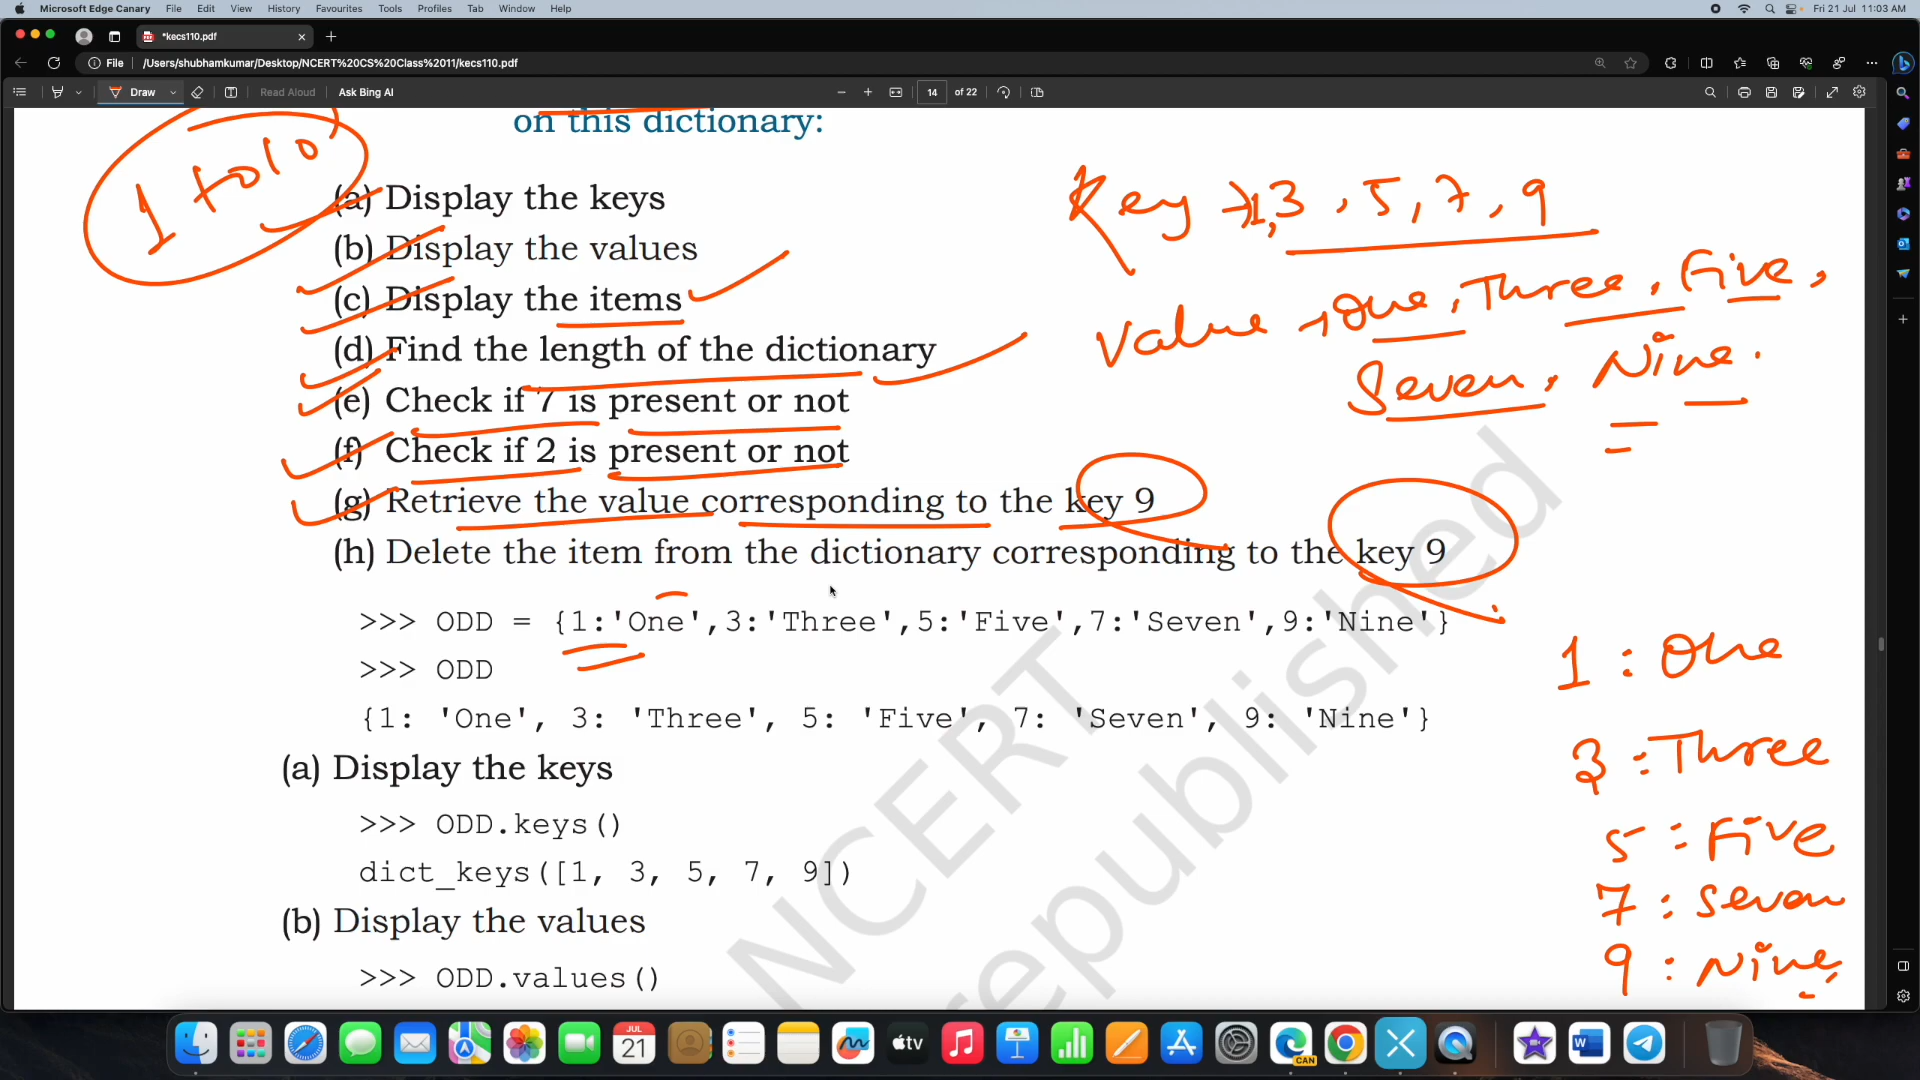 Microsoft Edge Canary File Edit View History Favourites Tools Profiles Tab Window Help Fri 21 Jul 11:03 AM
*kecs110.pdf
File /Users/shubhamkumar/Desktop/NCERT%20CS%20Class%2011/kecs110.pdf
Draw Read Aloud Ask Bing AI 14 of 22
on this dictionary:
1 to 10
(a) Display the keys
(b) Display the values
(c) Display the items
(d) Find the length of the dictionary
(e) Check if 7 is present or not
(f) Check if 2 is present or not
(g) Retrieve the value corresponding to the key 9
(h) Delete the item from the dictionary corresponding to the key 9
Key → 1, 3, 5, 7, 9
Value → One, Three, Five,
Seven, Nine.
>>> ODD = {1:'One',3:'Three',5:'Five',7:'Seven',9:'Nine'}
>>> ODD
{1: 'One', 3: 'Three', 5: 'Five', 7: 'Seven', 9: 'Nine'}
(a) Display the keys
>>> ODD.keys()
dict_keys([1, 3, 5, 7, 9])
(b) Display the values
>>> ODD.values()
1 : One
3 : Three
5 : Five
7 : Seven
9 : Nine
NCERT
republished
JUL
21
tv
CAN
W